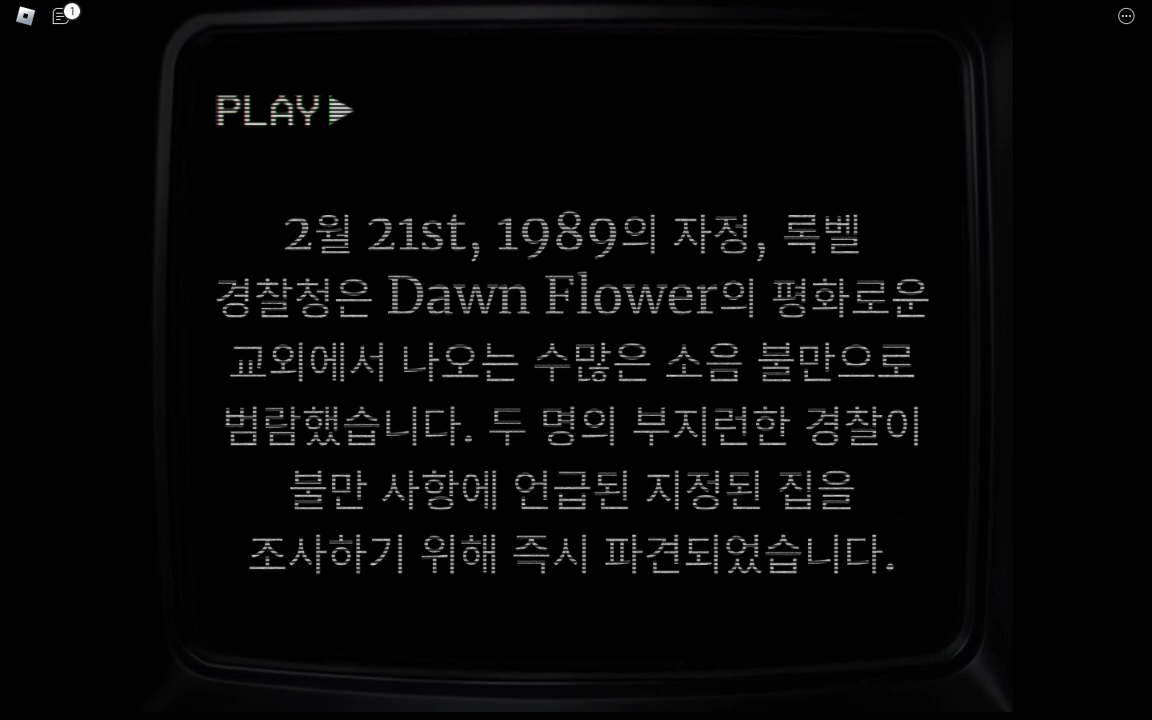 1
PLAY▶
2월 21st, 1989의 자정, 록벨
경찰청은 Dawn Flower의 평화로운
교외에서 나오는 수많은 소음 불만으로
범람했습니다. 두 명의 부지런한 경찰이
불만 사항에 언급된 지정된 집을
조사하기 위해 즉시 파견되었습니다.